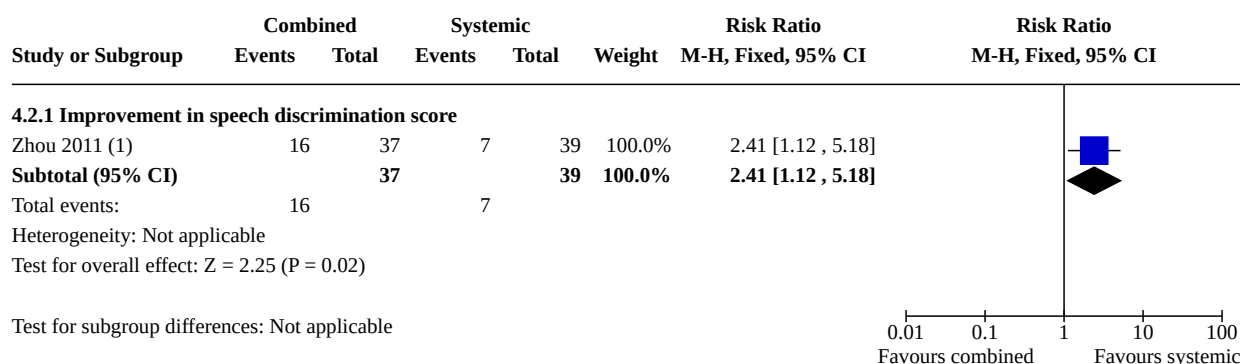 Combined Systemic Risk Ratio Risk Ratio
Study or Subgroup Events Total Events Total Weight M-H, Fixed, 95% CI M-H, Fixed, 95% CI
4.2.1 Improvement in speech discrimination score
Zhou 2011 (1) 16 37 7 39 100.0% 2.41 [1.12 , 5.18]
Subtotal (95% CI) 37 39 100.0% 2.41 [1.12 , 5.18]
Total events: 16 7
Heterogeneity: Not applicable
Test for overall effect: Z = 2.25 (P = 0.02)
Test for subgroup differences: Not applicable
0.01 0.1 1 10 100
Favours combined Favours systemic